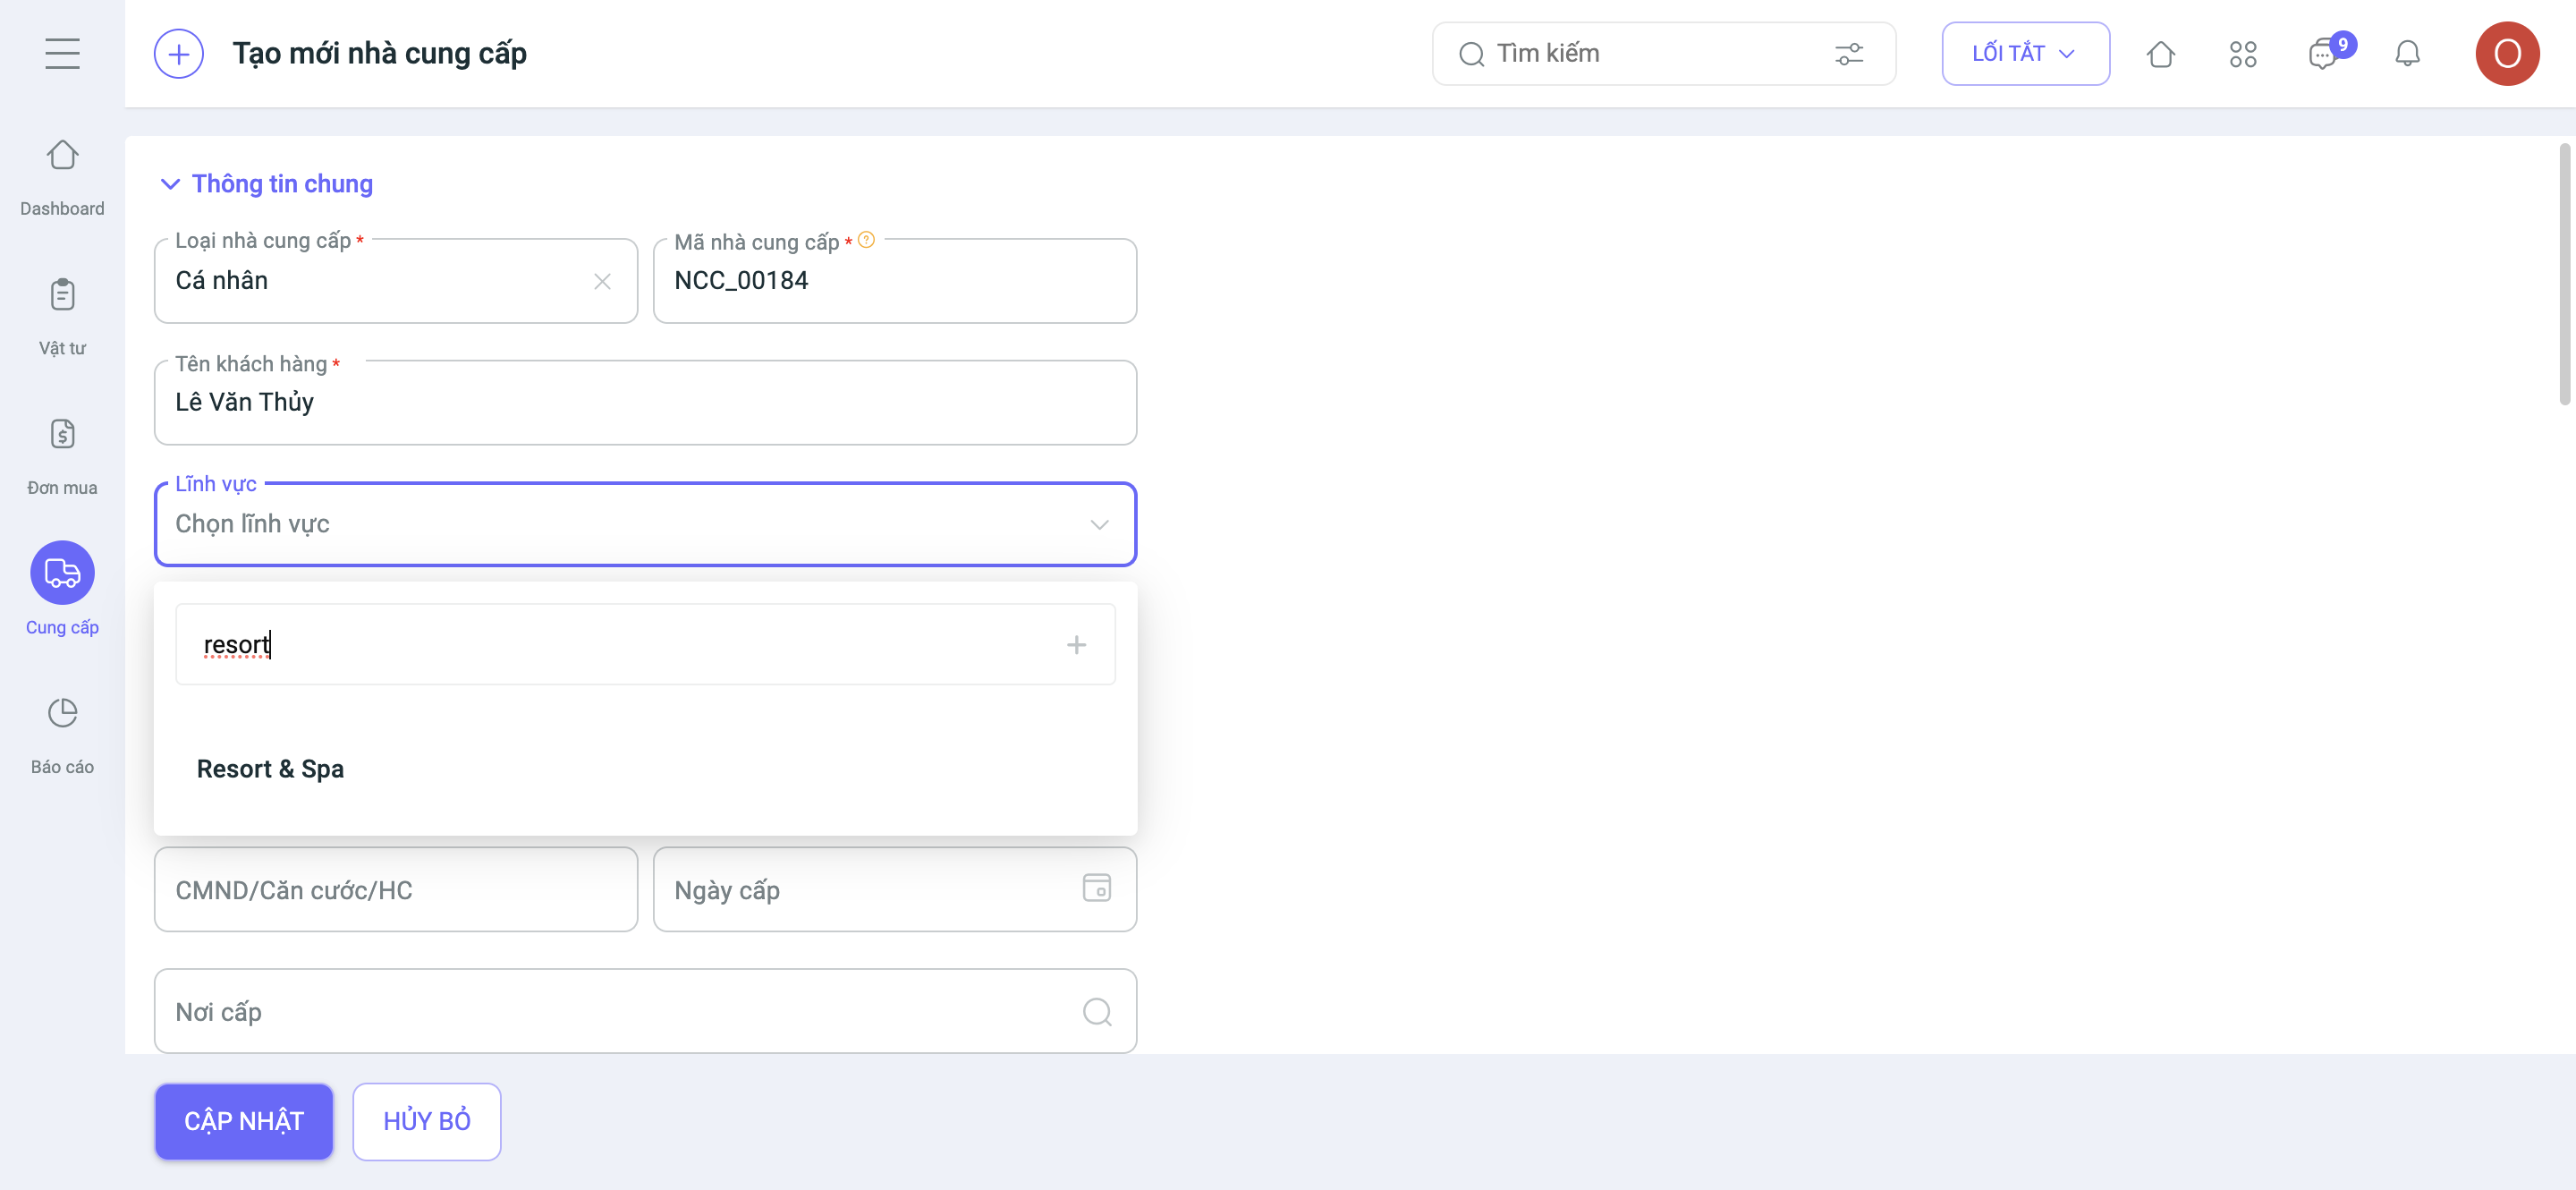 Tạo mới nhà cung cấp
Tìm kiếm
LỐI TẮT
9
O
Dashboard
Vật tư
Đơn mua
Cung cấp
Báo cáo
Thông tin chung
Loại nhà cung cấp *
Cá nhân
Mã nhà cung cấp * ?
NCC_00184
Tên khách hàng *
Lê Văn Thủy
Lĩnh vực
Chọn lĩnh vực
resort
Resort & Spa
CMND/Căn cước/HC
Ngày cấp
Nơi cấp
CẬP NHẬT
HỦY BỎ